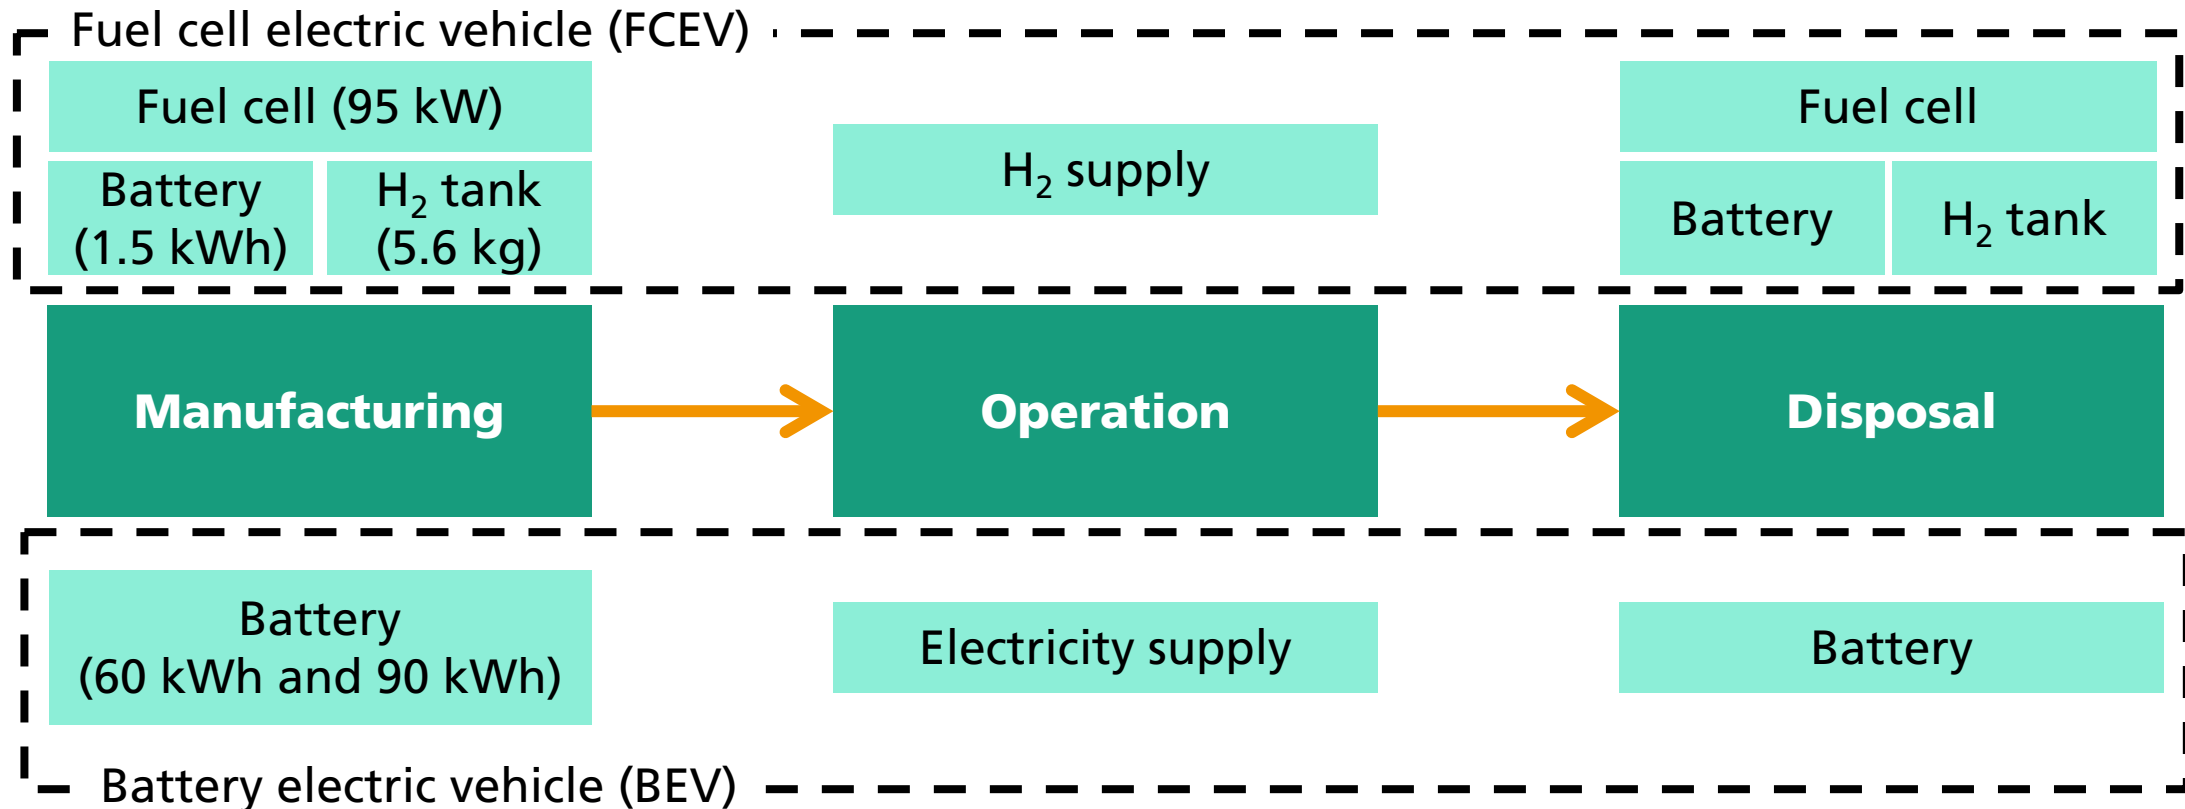 Fuel cell electric vehicle (FCEV)
Fuel cell (95 kW)
Battery
(1.5 kWh)
H₂ tank
(5.6 kg)
H₂ supply
Fuel cell
Battery
H₂ tank
Manufacturing
Operation
Disposal
Battery
(60 kWh and 90 kWh)
Electricity supply
Battery
Battery electric vehicle (BEV)